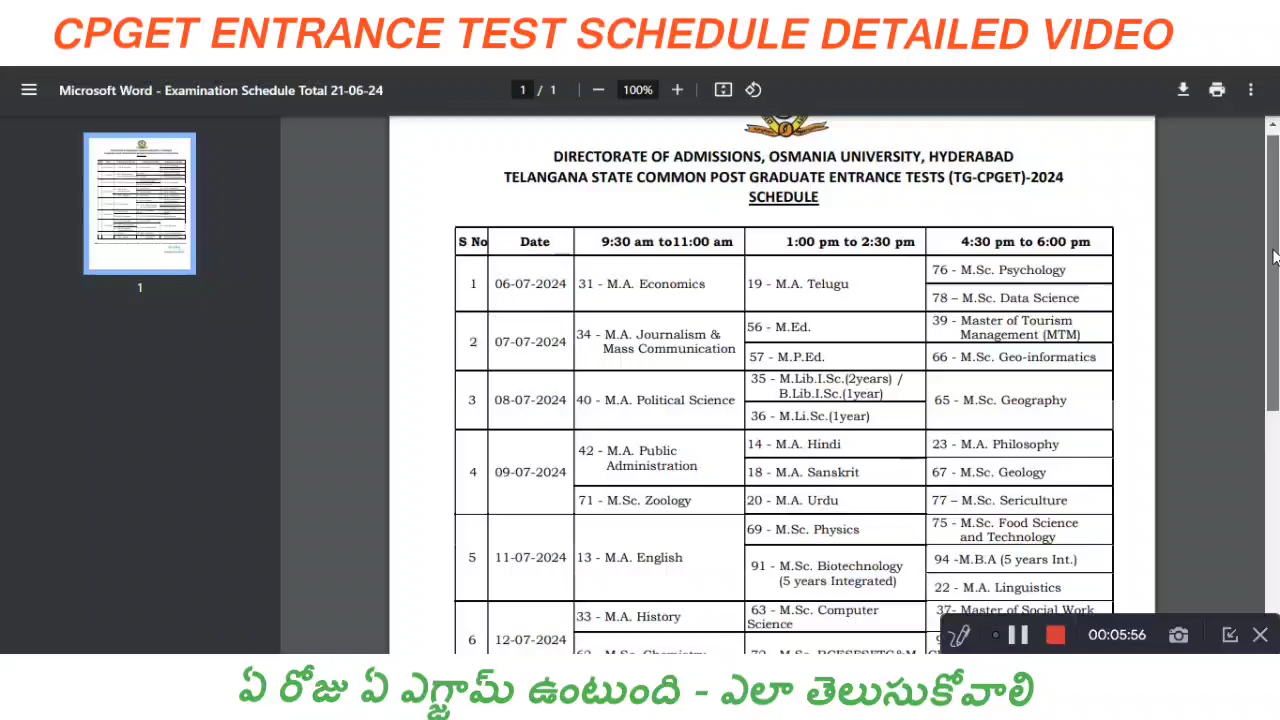 CPGET ENTRANCE TEST SCHEDULE DETAILED VIDEO
Microsoft Word - Examination Schedule Total 21-06-24
1 / 1
100%
1
DIRECTORATE OF ADMISSIONS, OSMANIA UNIVERSITY, HYDERABAD
TELANGANA STATE COMMON POST GRADUATE ENTRANCE TESTS (TG-CPGET)-2024
SCHEDULE
S No Date 9:30 am to11:00 am 1:00 pm to 2:30 pm 4:30 pm to 6:00 pm
1 06-07-2024 31 - M.A. Economics 19 - M.A. Telugu 76 - M.Sc. Psychology
78 – M.Sc. Data Science
2 07-07-2024 34 - M.A. Journalism &
Mass Communication
56 - M.Ed.
57 - M.P.Ed.
39 - Master of Tourism
Management (MTM)
66 - M.Sc. Geo-informatics
3 08-07-2024 40 - M.A. Political Science
35 - M.Lib.I.Sc.(2years) /
B.Lib.I.Sc.(1year)
36 - M.Li.Sc.(1year)
65 - M.Sc. Geography
4 09-07-2024 42 - M.A. Public
Administration
71 - M.Sc. Zoology
14 - M.A. Hindi
18 - M.A. Sanskrit
20 - M.A. Urdu
23 - M.A. Philosophy
67 - M.Sc. Geology
77 – M.Sc. Sericulture
5 11-07-2024 13 - M.A. English
69 - M.Sc. Physics
91 - M.Sc. Biotechnology
(5 years Integrated)
75 - M.Sc. Food Science
and Technology
94 -M.B.A (5 years Int.)
22 - M.A. Linguistics
6 12-07-2024 33 - M.A. History
63 - M.Sc. Computer
Science
37- Master of Social Work
00:05:56
ఏ రోజు ఏ ఎగ్జామ్ ఉంటుంది - ఎలా తెలుసుకోవాలి